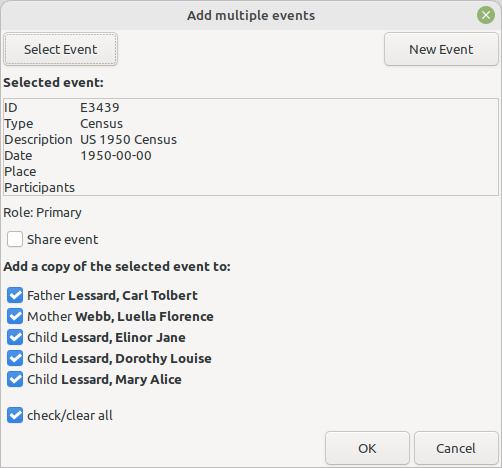 Add multiple events
Select Event New Event
Selected event:
ID E3439
Type Census
Description US 1950 Census
Date 1950-00-00
Place
Participants
Role: Primary
Share event
Add a copy of the selected event to:
Father Lessard, Carl Tolbert
Mother Webb, Luella Florence
Child Lessard, Elinor Jane
Child Lessard, Dorothy Louise
Child Lessard, Mary Alice
check/clear all
OK Cancel